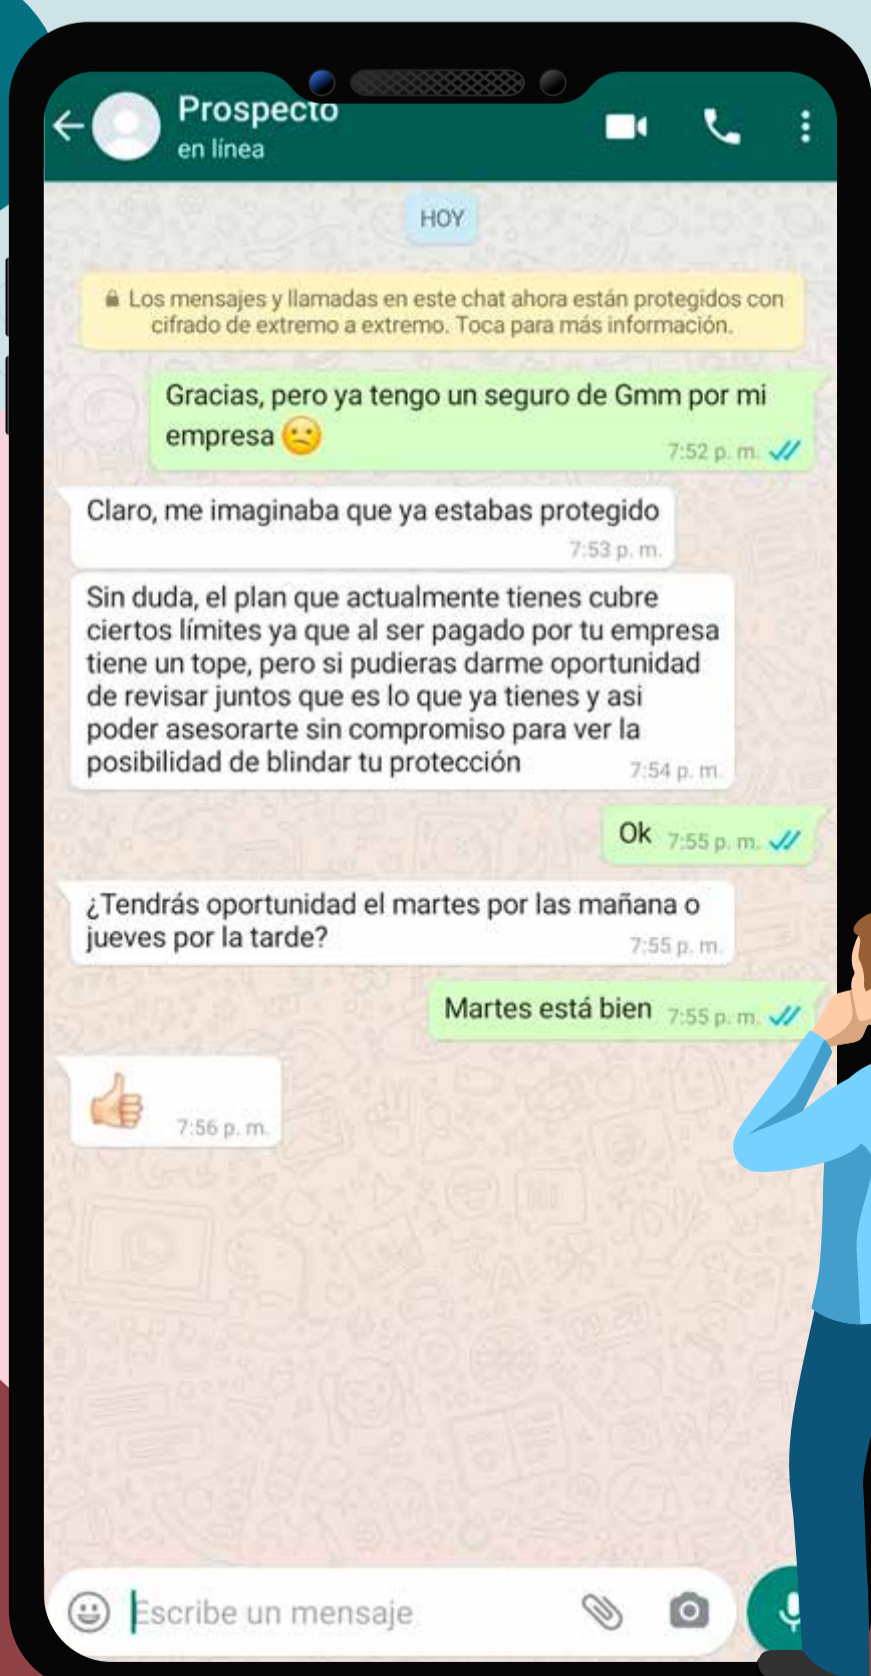 Prospecto
en línea
HOY
Los mensajes y llamadas en este chat ahora están protegidos con
cifrado de extremo a extremo. Toca para más información.
Gracias, pero ya tengo un seguro de Gmm por mi
empresa 🙁
7:52 p. m.
Claro, me imaginaba que ya estabas protegido
7:53 p. m.
Sin duda, el plan que actualmente tienes cubre
ciertos límites ya que al ser pagado por tu empresa
tiene un tope, pero si pudieras darme oportunidad
de revisar juntos que es lo que ya tienes y asi
poder asesorarte sin compromiso para ver la
posibilidad de blindar tu protección 7:54 p. m.
Ok 7:55 p. m.
¿Tendrás oportunidad el martes por las mañana o
jueves por la tarde? 7:55 p. m.
Martes está bien 7:55 p. m.
👍🏻 7:56 p. m.
Escribe un mensaje